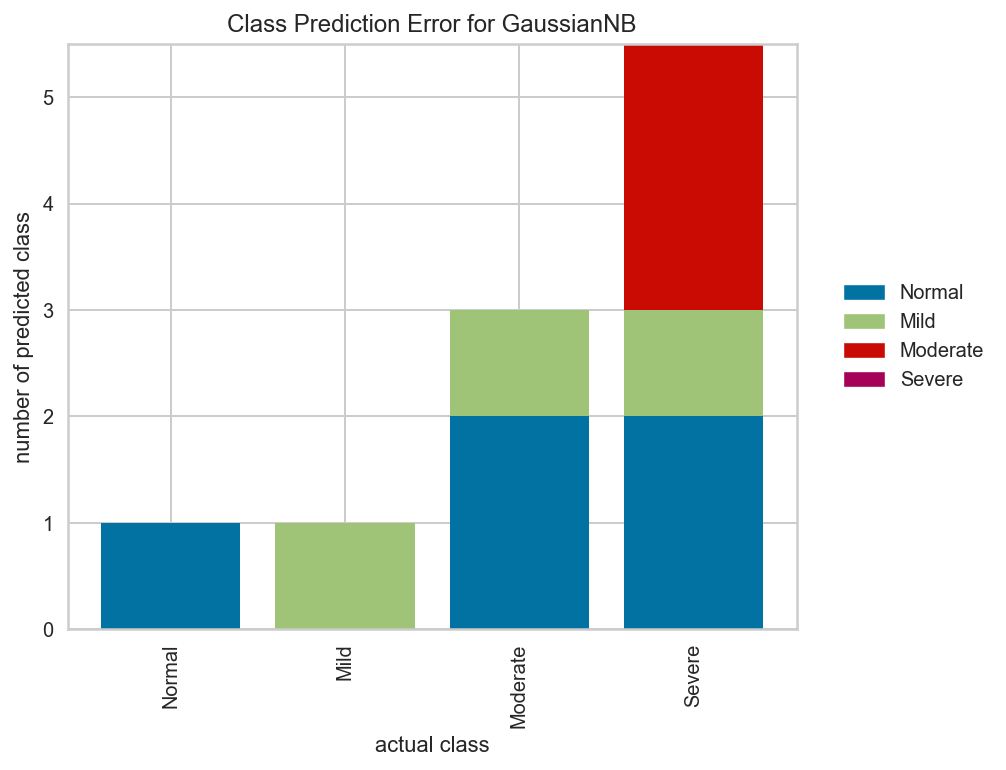 Class Prediction Error for GaussianNB
number of predicted class
5
4
3
2
1
0
Normal
Mild
Moderate
Severe
actual class
Normal
Mild
Moderate
Severe